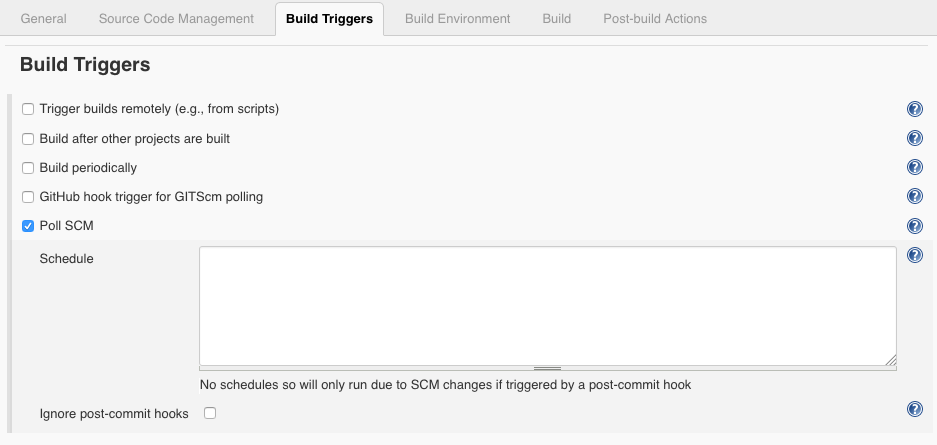 General Source Code Management Build Triggers Build Environment Build Post-build Actions
Build Triggers
Trigger builds remotely (e.g., from scripts) ?
Build after other projects are built ?
Build periodically ?
GitHub hook trigger for GITScm polling ?
Poll SCM ?
Schedule ?
No schedules so will only run due to SCM changes if triggered by a post-commit hook
Ignore post-commit hooks ?